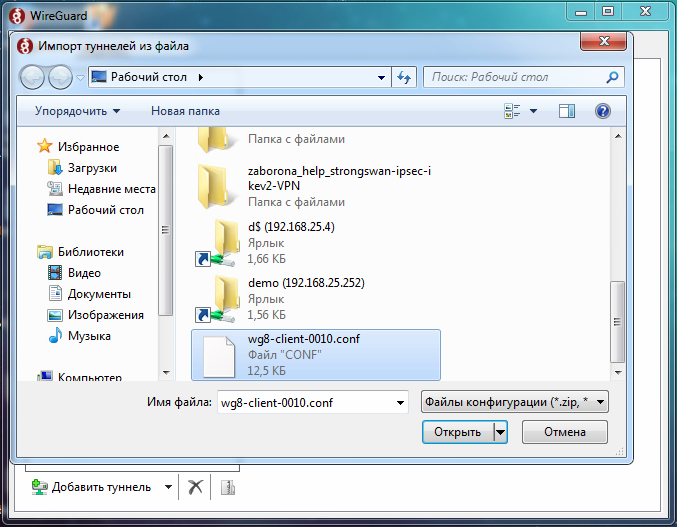 WireGuard
Импорт туннелей из файла
Рабочий стол
Поиск: Рабочий стол
Упорядочить
Новая папка
Избранное
Загрузки
Недавние места
Рабочий стол
Библиотеки
Видео
Документы
Изображения
Музыка
Компьютер
Папка с файлами
zaborona_help_strongswan-ipsec-i
kev2-VPN
Папка с файлами
d$ (192.168.25.4)
Ярлык
1,66 КБ
demo (192.168.25.252)
Ярлык
1,56 КБ
wg8-client-0010.conf
Файл "CONF"
12,5 КБ
Имя файла: wg8-client-0010.conf
Файлы конфигурации (*.zip, *
Открыть
Отмена
Добавить туннель